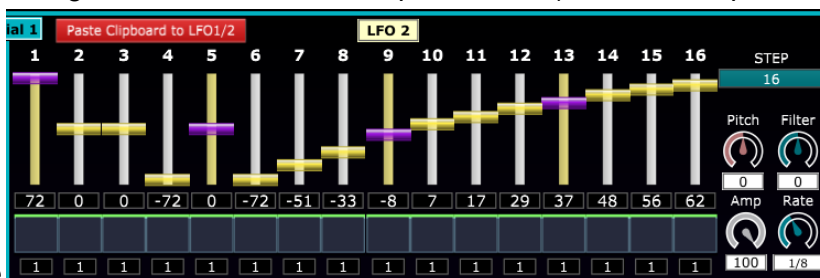 ial 1 Paste Clipboard to LFO1/2 LFO 2
1 2 3 4 5 6 7 8 9 10 11 12 13 14 15 16 STEP
16
Pitch Filter
72 0 0 -72 0 -72 -51 -33 -8 7 17 29 37 48 56 62 0 0
Amp Rate
1 1 1 1 1 1 1 1 1 1 1 1 1 1 1 1 100 1/8